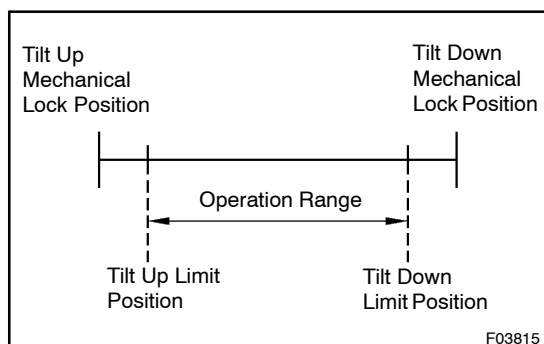 Tilt Up
Mechanical
Lock Position
Tilt Down
Mechanical
Lock Position
Operation Range
Tilt Up Limit
Position
Tilt Down
Limit Position
F03815